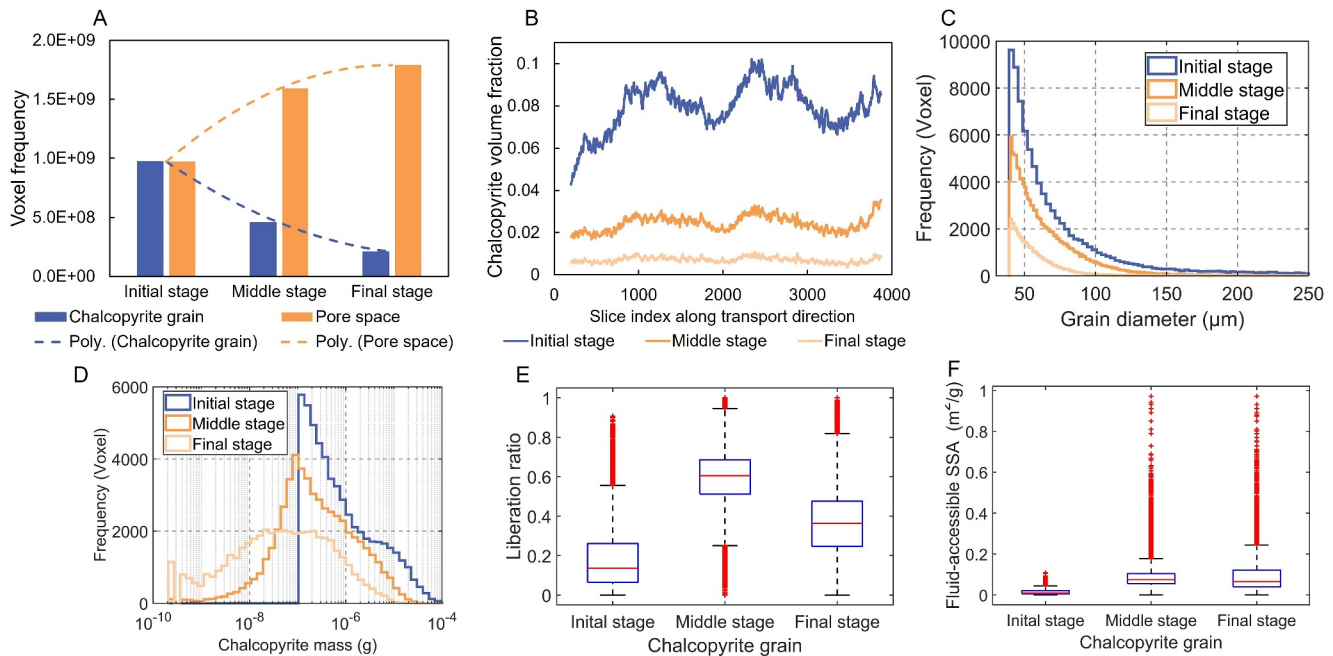 A
Voxel frequency
2.0E+09
1.5E+09
1.0E+09
5.0E+08
0.0E+00
Initial stage Middle stage Final stage
Chalcopyrite grain Pore space
Poly. (Chalcopyrite grain) Poly. (Pore space)
B
Chalcopyrite volume fraction
0.12
0.1
0.08
0.06
0.04
0.02
0
0 1000 2000 3000 4000
Slice index along transport direction
Initial stage Middle stage Final stage
C
Frequency (Voxel)
10000
8000
6000
4000
2000
0
Initial stage
Middle stage
Final stage
50 100 150 200 250
Grain diameter (µm)
D
Frequency (Voxel)
6000
4000
2000
0
Initial stage
Middle stage
Final stage
10-10 10-8 10-6 10-4
Chalcopyrite mass (g)
E
Liberation ratio
1
0.8
0.6
0.4
0.2
0
Inital stage Middle stage Final stage
Chalcopyrite grain
F
Fluid-accessible SSA (m2/g)
1
0.8
0.6
0.4
0.2
0
Inital stage Middle stage Final stage
Chalcopyrite grain